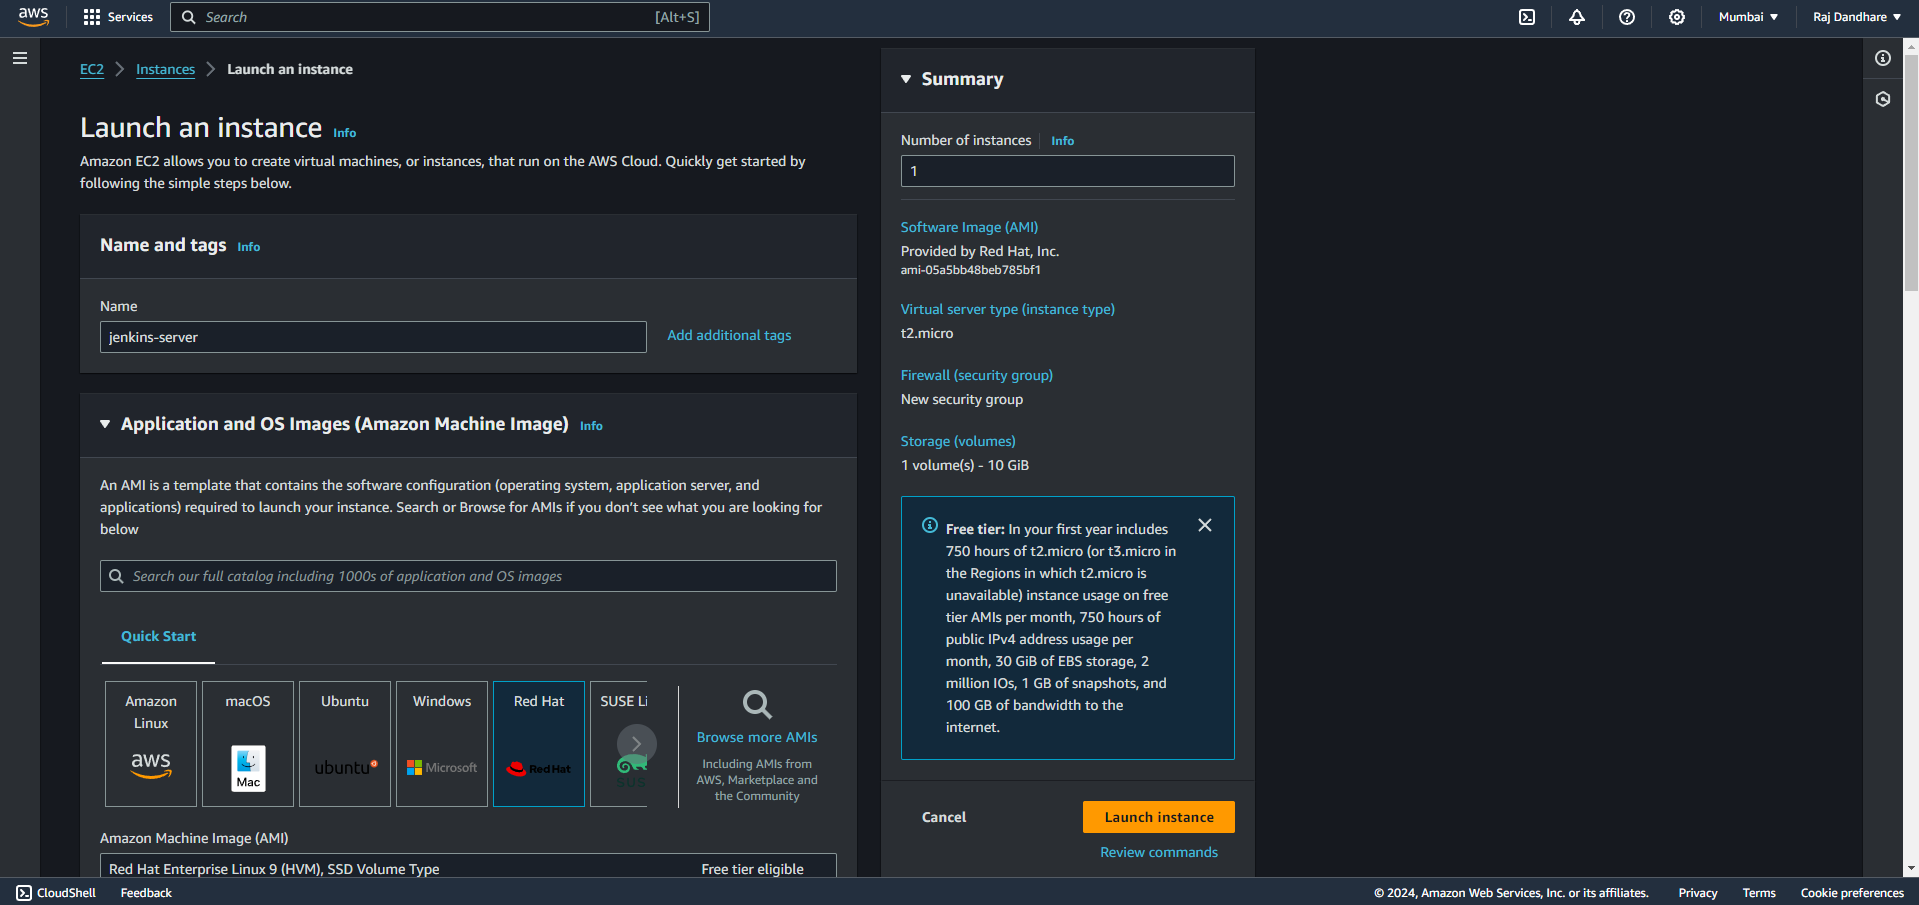 aws Services Search [Alt+S] Mumbai Raj Dandhare
EC2 Instances Launch an instance
Launch an instance Info
Amazon EC2 allows you to create virtual machines, or instances, that run on the AWS Cloud. Quickly get started by
following the simple steps below.
Name and tags Info
Name
jenkins-server Add additional tags
Application and OS Images (Amazon Machine Image) Info
An AMI is a template that contains the software configuration (operating system, application server, and
applications) required to launch your instance. Search or Browse for AMIs if you don't see what you are looking for
below
Search our full catalog including 1000s of application and OS images
Quick Start
Amazon
Linux
aws
macOS
Mac
Ubuntu
ubuntu
Windows
Microsoft
Red Hat
Red Hat
SUSE Li
SUS
Browse more AMIs
Including AMIs from
AWS, Marketplace and
the Community
Amazon Machine Image (AMI)
Red Hat Enterprise Linux 9 (HVM), SSD Volume Type Free tier eligible
Summary
Number of instances Info
1
Software Image (AMI)
Provided by Red Hat, Inc.
ami-05a5bb48beb785bf1
Virtual server type (instance type)
t2.micro
Firewall (security group)
New security group
Storage (volumes)
1 volume(s) - 10 GiB
Free tier: In your first year includes
750 hours of t2.micro (or t3.micro in
the Regions in which t2.micro is
unavailable) instance usage on free
tier AMIs per month, 750 hours of
public IPv4 address usage per
month, 30 GiB of EBS storage, 2
million IOs, 1 GB of snapshots, and
100 GB of bandwidth to the
internet.
Cancel Launch instance
Review commands
CloudShell Feedback © 2024, Amazon Web Services, Inc. or its affiliates. Privacy Terms Cookie preferences